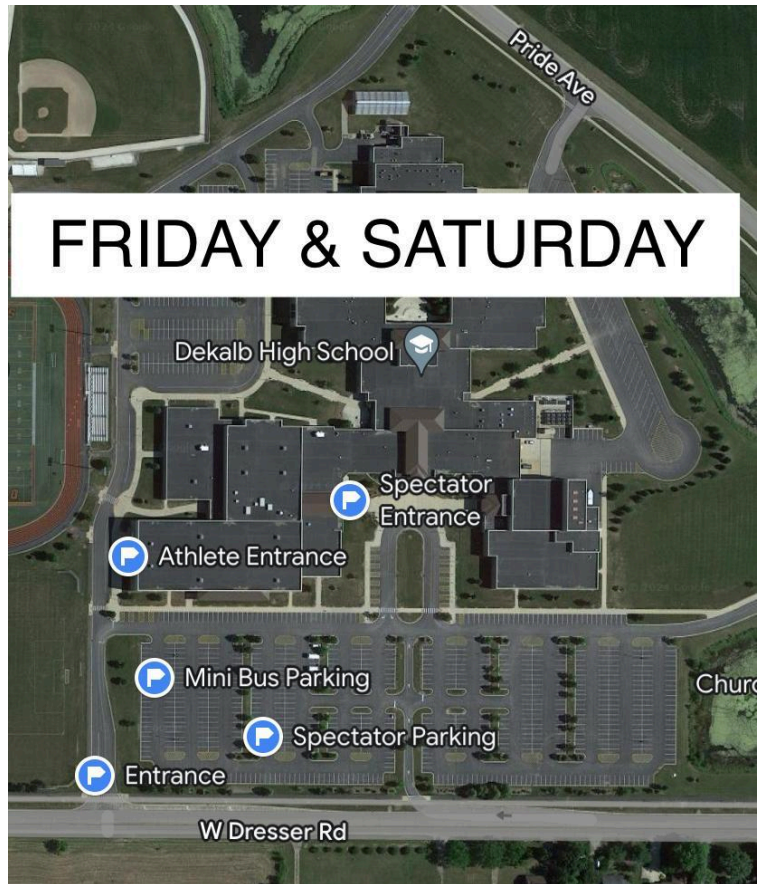 Pride Ave
FRIDAY & SATURDAY
Dekalb High School
Spectator
Entrance
Athlete Entrance
Mini Bus Parking
Churc
Spectator Parking
Entrance
W Dresser Rd